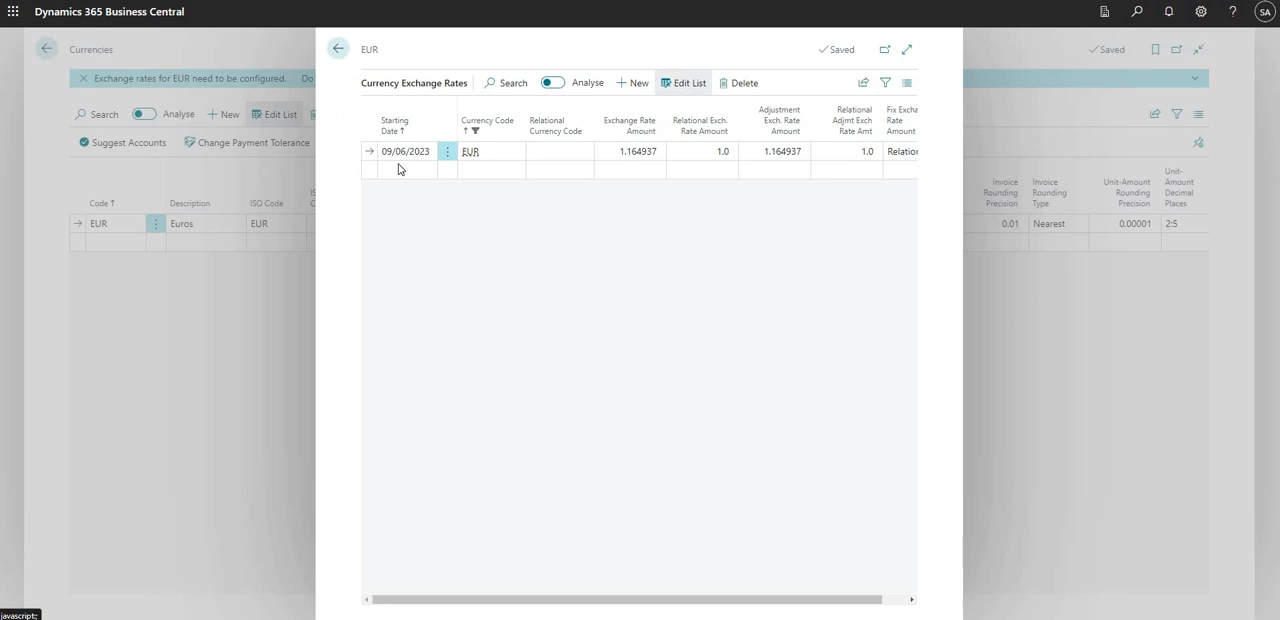 Dynamics 365 Business Central
SA
Currencies
Saved
Exchange rates for EUR need to be configured. Do
Search
Analyse
New
Edit List
Suggest Accounts
Change Payment Tolerance
Code ↑
Description
ISO Code
EUR
Euros
EUR
EUR
Saved
Currency Exchange Rates
Search
Analyse
+ New
Edit List
Delete
Starting
Date ↑
Currency Code
↑
Relational
Currency Code
Exchange Rate
Amount
Relational Exch.
Rate Amount
Adjustment
Exch. Rate
Amount
Relational
Adjmt Exch
Rate Amt
Fix Excha
Rate
Amount
09/06/2023
EUR
1.164937
1.0
1.164937
1.0
Relation
Invoice
Rounding
Precision
Invoice
Rounding
Type
Unit-Amount
Rounding
Precision
Unit-
Amount
Decimal
Places
0.01
Nearest
0.00001
2:5
javascript:;